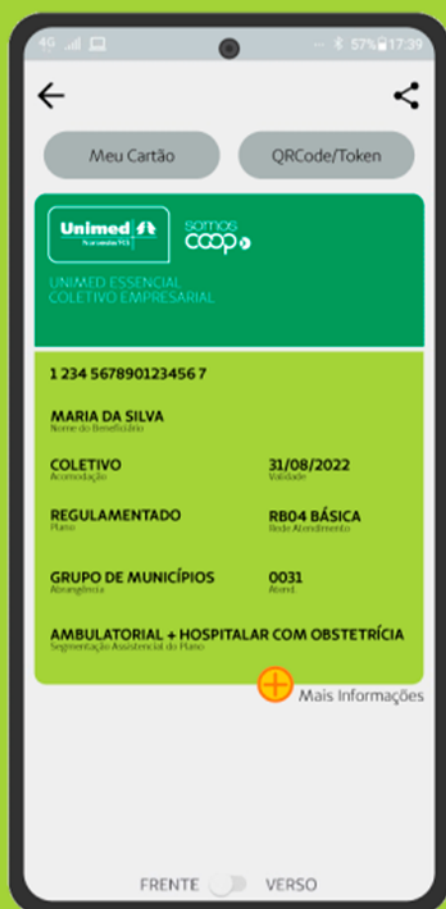 4G 57% 17:39
Meu Cartão QRCode/Token
Unimed somos
Noroeste/RS coop
UNIMED ESSENCIAL
COLETIVO EMPRESARIAL
1 234 567890123456 7
MARIA DA SILVA
Nome do Beneficiário
COLETIVO 31/08/2022
Acomodação Validade
REGULAMENTADO RB04 BÁSICA
Plano Rede Atendimento
GRUPO DE MUNICÍPIOS 0031
Abrangência Atend.
AMBULATORIAL + HOSPITALAR COM OBSTETRÍCIA
Segmentação Assistencial do Plano
Mais Informações
FRENTE VERSO